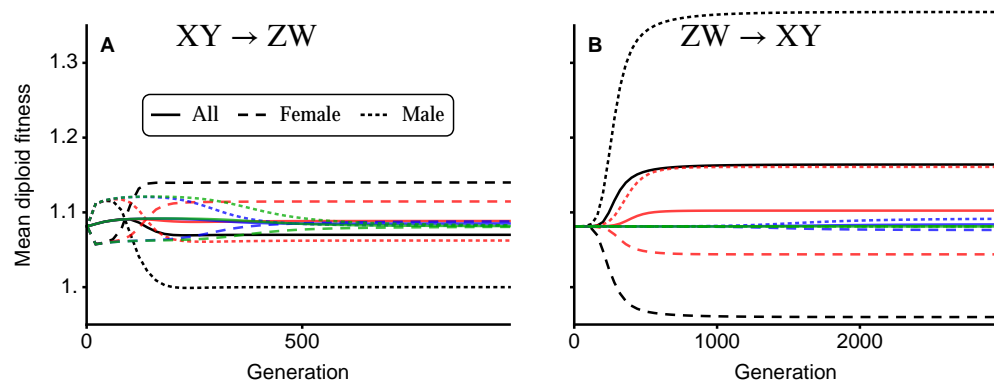 A XY → ZW
B ZW → XY
Mean diploid fitness
1.3
1.2
1.1
1.
All Female Male
0 500
0 1000 2000
Generation
Generation